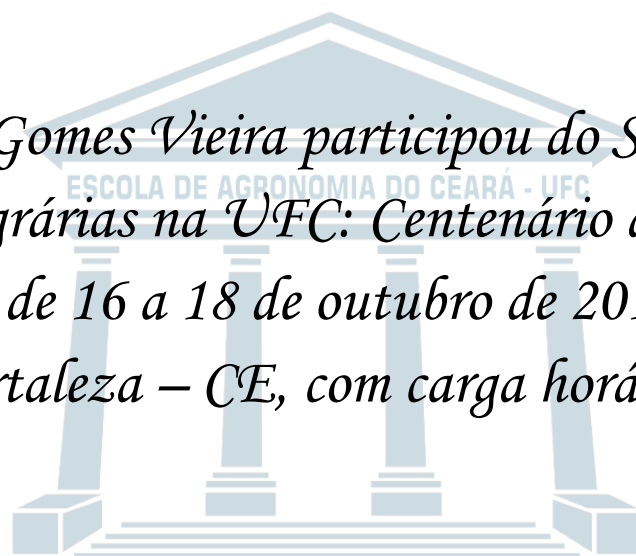 Gomes Vieira participou do S
ESCOLA DE AGRONOMIA DO CEARÁ - UFC
grárias na UFC: Centenário
de 16 a 18 de outubro de 201
rtaleza – CE, com carga horá